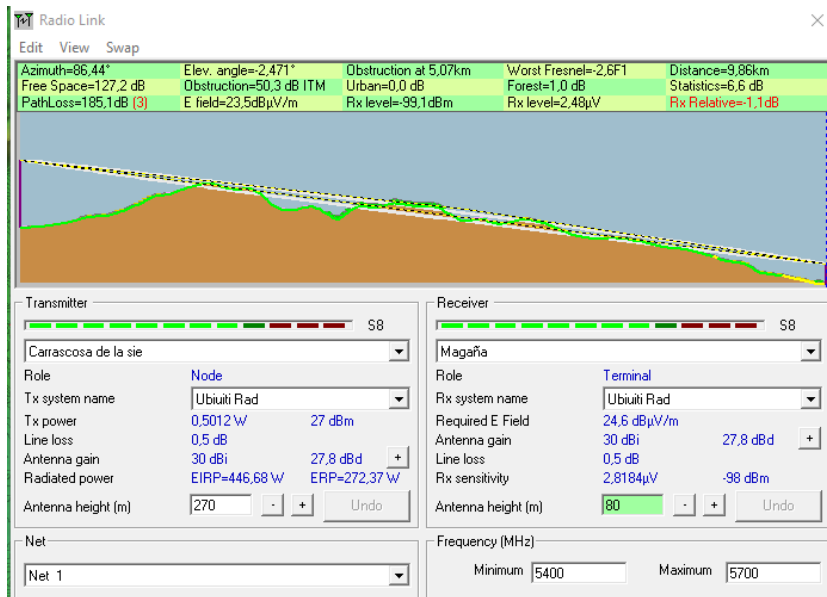 Radio Link
Edit View Swap
Azimuth=86,44° Elev. angle=-2,471° Obstruction at 5,07km Worst Fresnel=-2,6F1 Distance=9,86km
Free Space=127,2 dB Obstruction=50,3 dB ITM Urban=0,0 dB Forest=1,0 dB Statistics=6,6 dB
PathLoss=185,1dB (3) E field=23,5dBµV/m Rx level=-99,1dBm Rx level=2,48µV Rx Relative=-1,1dB
Transmitter
S8
Carrascosa de la sie
Role Node
Tx system name Ubiuiti Rad
Tx power 0,5012 W 27 dBm
Line loss 0,5 dB
Antenna gain 30 dBi 27,8 dBd +
Radiated power EIRP=446,68 W ERP=272,37 W
Antenna height (m) 270 - + Undo
Receiver
S8
Magaña
Role Terminal
Rx system name Ubiuiti Rad
Required E Field 24,6 dBµV/m
Antenna gain 30 dBi 27,8 dBd +
Line loss 0,5 dB
Rx sensitivity 2,8184µV -98 dBm
Antenna height (m) 80 - + Undo
Net
Net 1
Frequency (MHz)
Minimum 5400 Maximum 5700